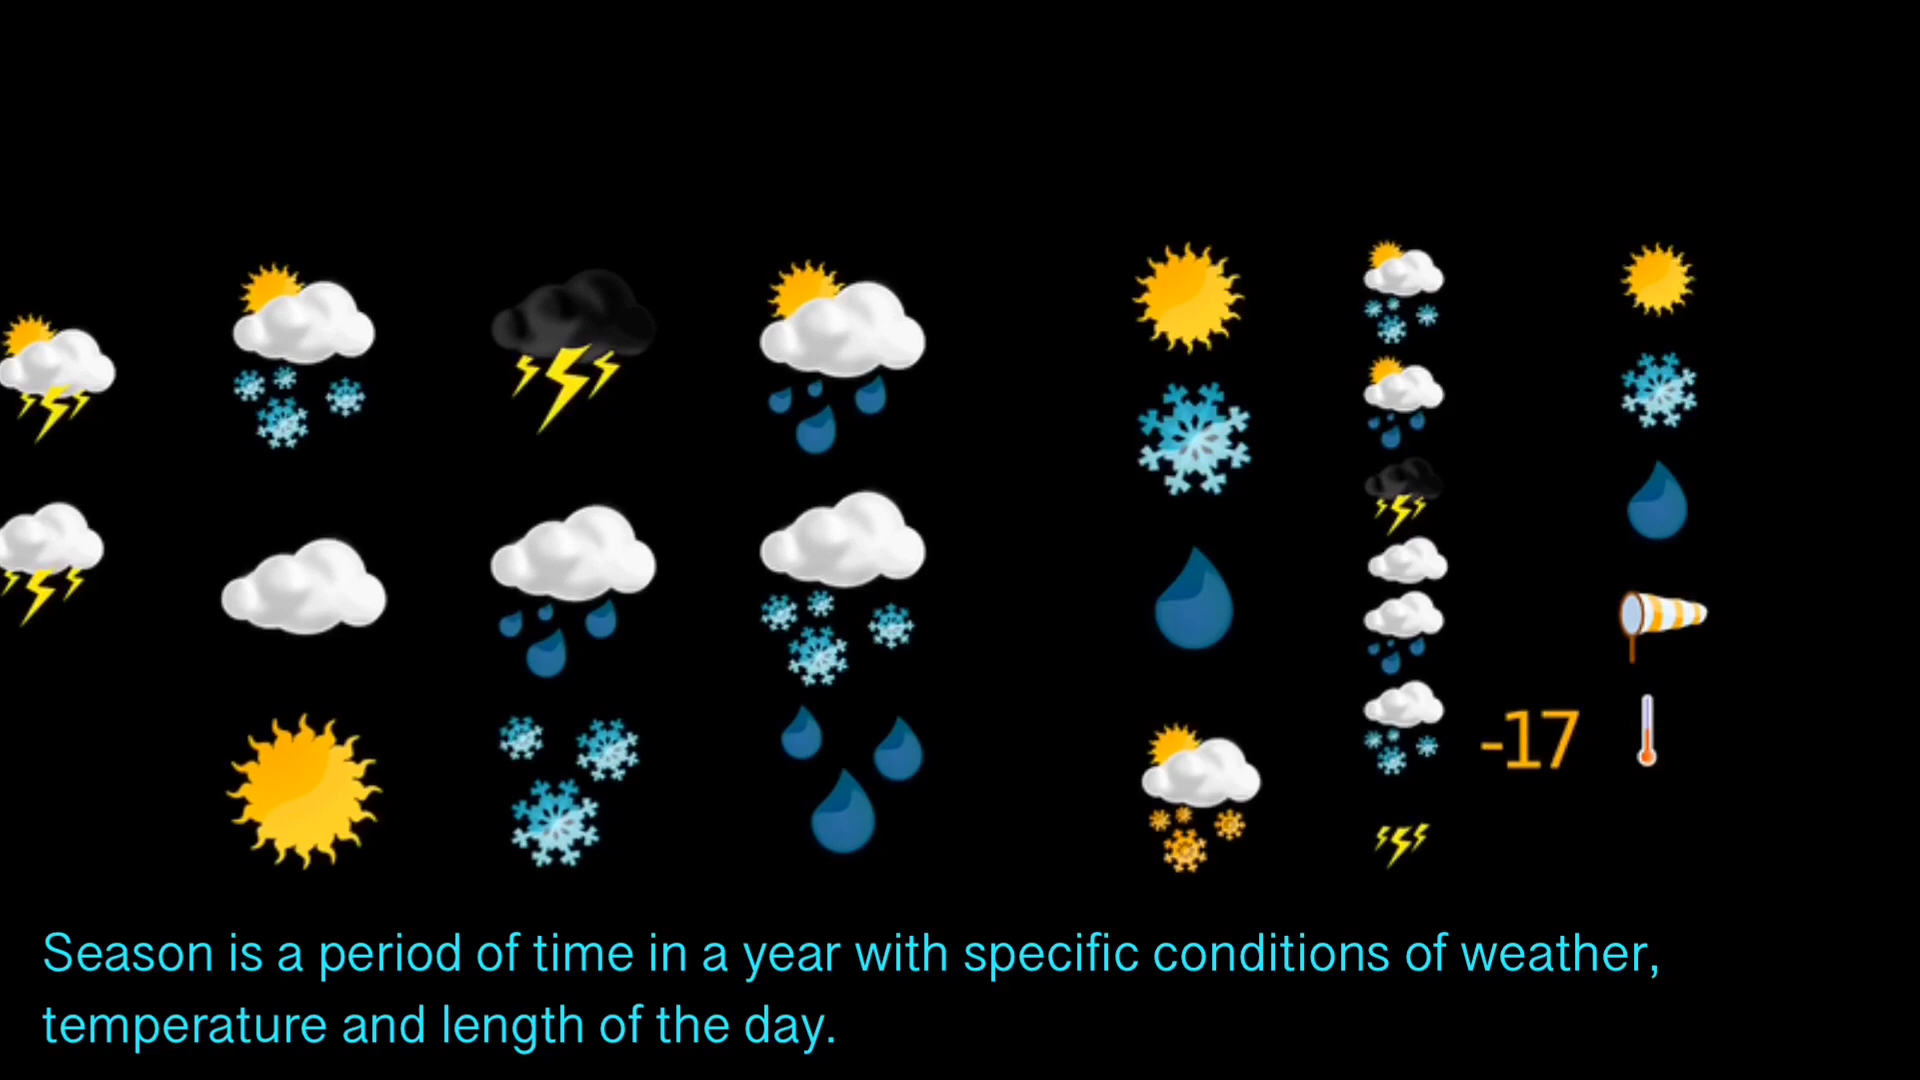 -17
Season is a period of time in a year with specific conditions of weather,
temperature and length of the day.